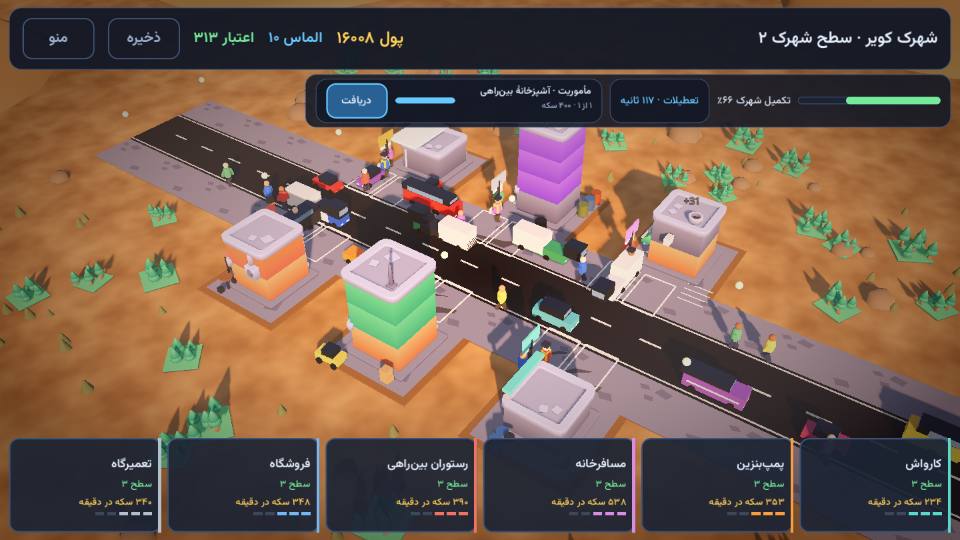 شهرک کویر · سطح شهرک ۲
پول ۱۶۰۰۸
الماس ۱۰
اعتبار ۳۱۳
ذخیره
منو
تکمیل شهرک ۶۶٪
تعطیلات · ۱۱۷ ثانیه
مأموریت · آشپزخانهٔ بین‌راهی
۱ از ۱ · ۴۰۰ سکه
دریافت
+31
کارواش
سطح ۳
۲۳۴ سکه در دقیقه
پمپ‌بنزین
سطح ۳
۳۵۳ سکه در دقیقه
مسافرخانه
سطح ۳
۵۳۸ سکه در دقیقه
رستوران بین‌راهی
سطح ۳
۳۹۰ سکه در دقیقه
فروشگاه
سطح ۳
۳۴۸ سکه در دقیقه
تعمیرگاه
سطح ۳
۳۴۰ سکه در دقیقه